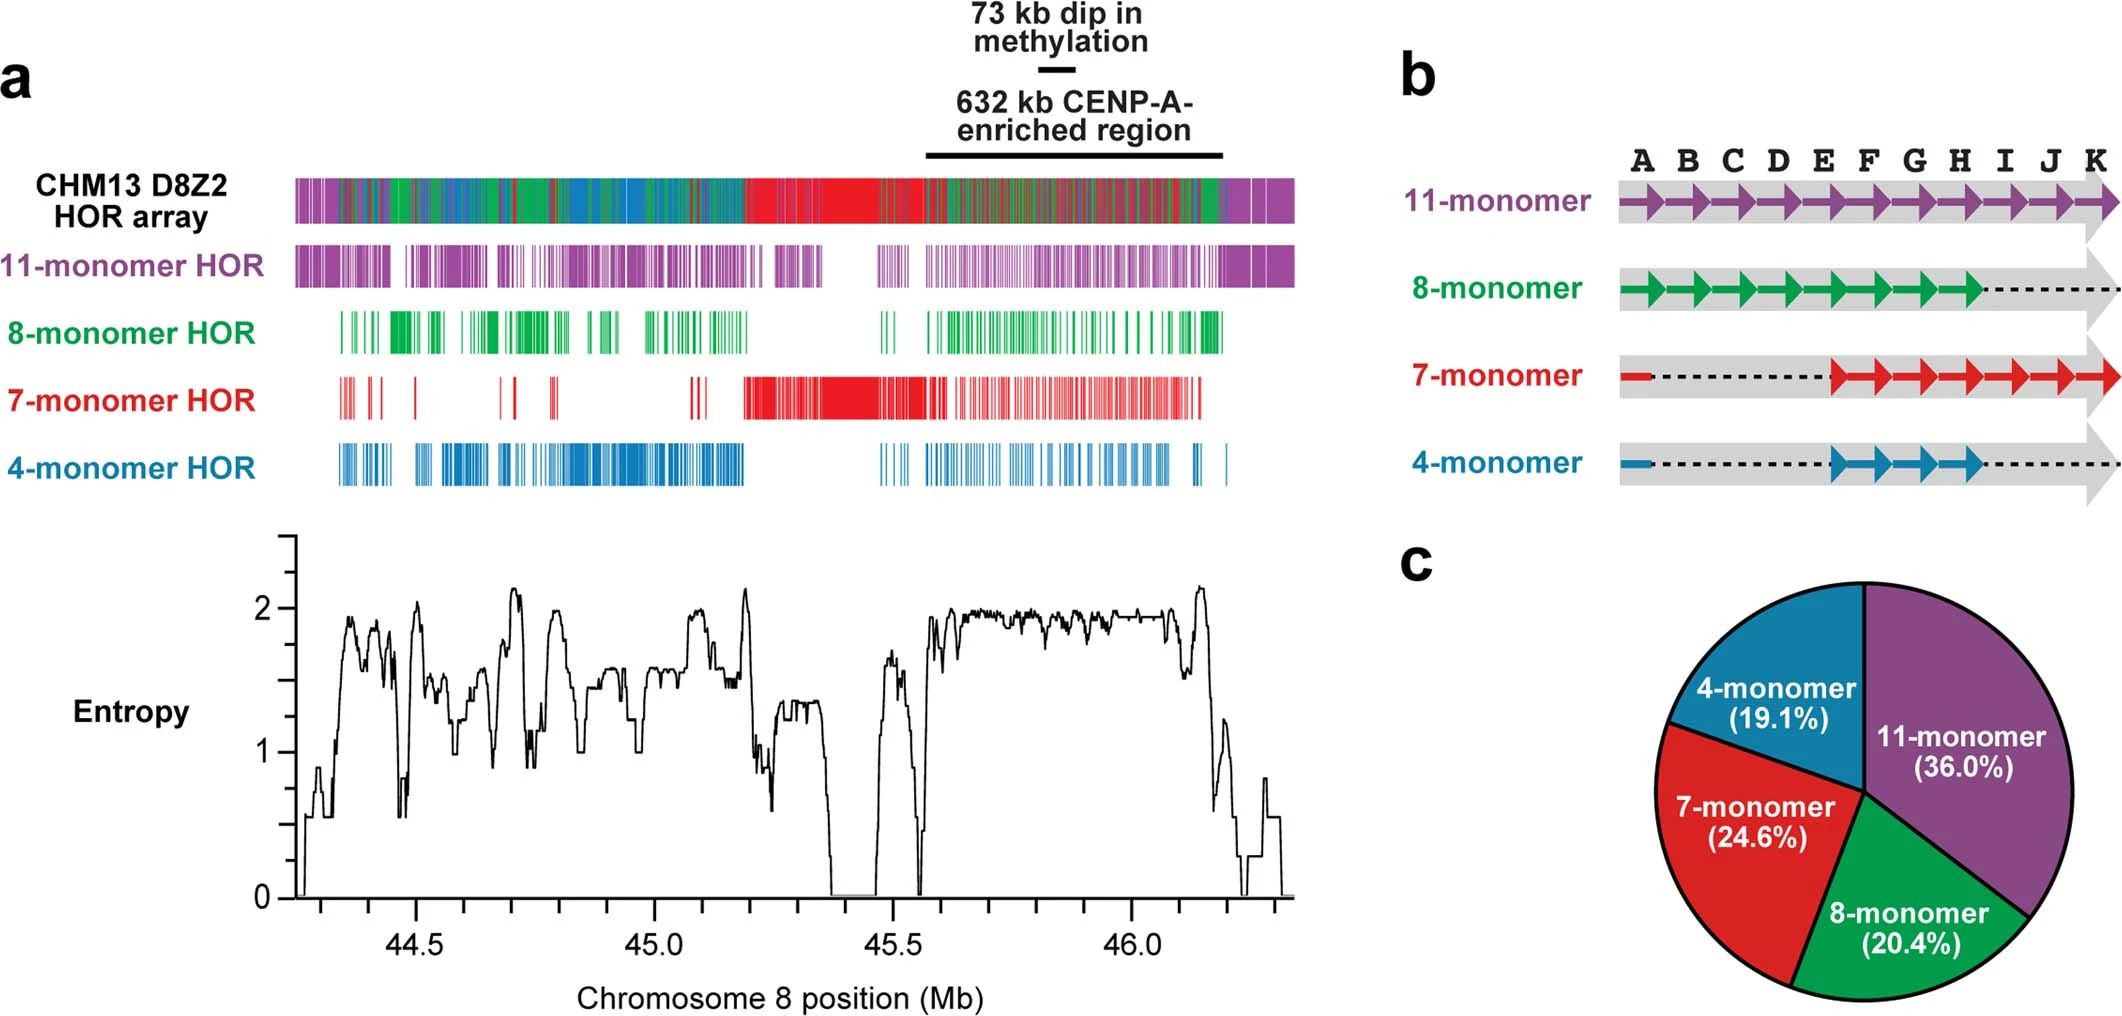 a
73 kb dip in
methylation
632 kb CENP-A-
enriched region
CHM13 D8Z2
HOR array
11-monomer HOR
8-monomer HOR
7-monomer HOR
4-monomer HOR
Entropy
2
1
0
44.5 45.0 45.5 46.0
Chromosome 8 position (Mb)
b
A B C D E F G H I J K
11-monomer
8-monomer
7-monomer
4-monomer
c
4-monomer
(19.1%)
11-monomer
(36.0%)
7-monomer
(24.6%)
8-monomer
(20.4%)